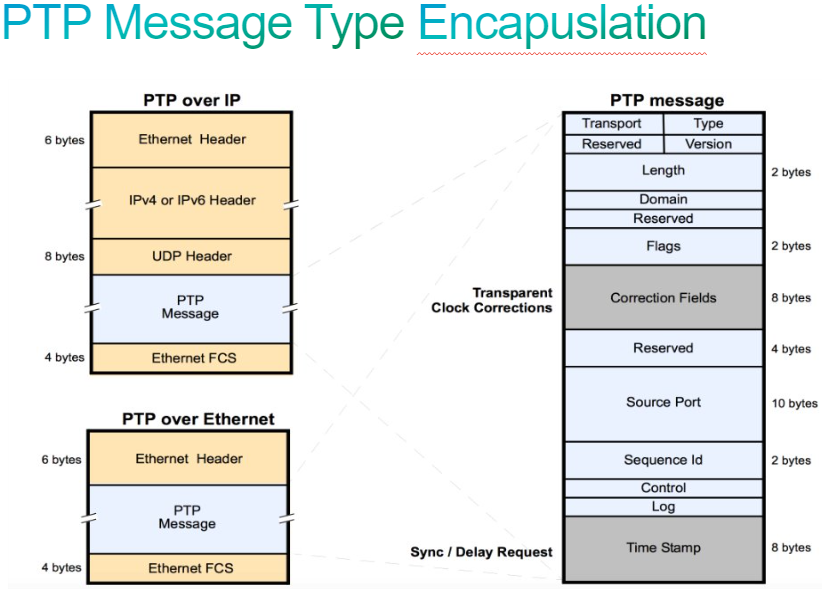 PTP Message Type Encapuslation
PTP over IP
6 bytes
Ethernet Header
IPv4 or IPv6 Header
8 bytes
UDP Header
PTP
Message
4 bytes
Ethernet FCS
PTP over Ethernet
6 bytes
Ethernet Header
PTP
Message
4 bytes
Ethernet FCS
PTP message
Transport Type
Reserved Version
Length
2 bytes
Domain
Reserved
Flags
2 bytes
Transparent
Clock Corrections
Correction Fields
8 bytes
Reserved
4 bytes
Source Port
10 bytes
Sequence Id
2 bytes
Control
Log
Sync / Delay Request
Time Stamp
8 bytes